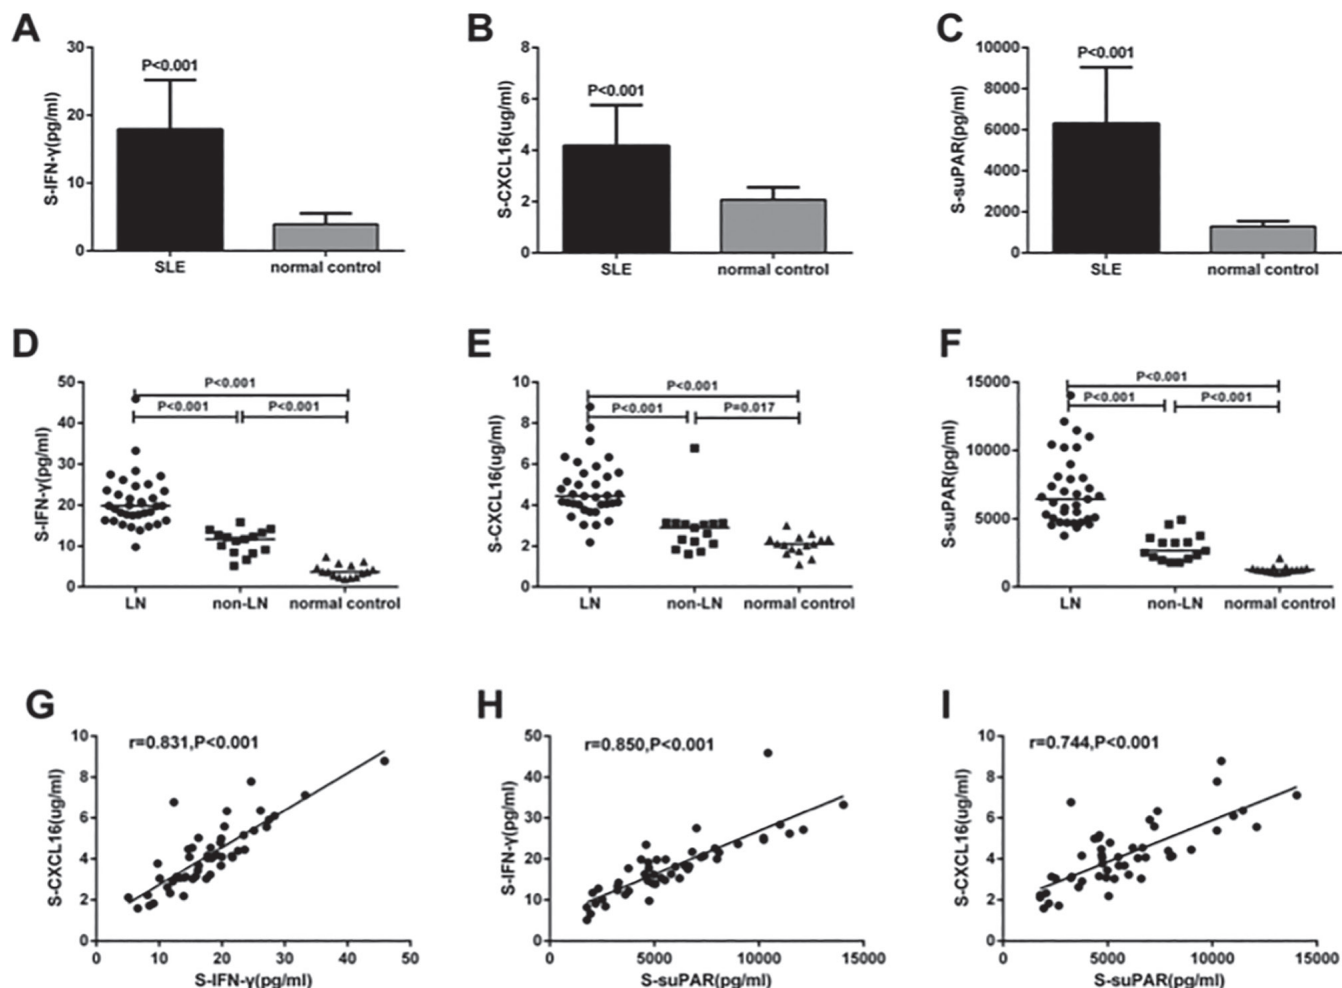 A
S-IFN-γ(pg/ml)
30
20
10
0
P<0.001
SLE
normal control
B
S-CXCL16(ug/ml)
8
6
4
2
0
P<0.001
SLE
normal control
C
S-suPAR(pg/ml)
10000
8000
6000
4000
2000
0
P<0.001
SLE
normal control
D
S-IFN-γ(pg/ml)
50
40
30
20
10
0
P<0.001
P<0.001
P<0.001
LN
non-LN
normal control
E
S-CXCL16(ug/ml)
10
8
6
4
2
0
P<0.001
P<0.001
P=0.017
LN
non-LN
normal control
F
S-suPAR(pg/ml)
15000
10000
5000
0
P<0.001
P<0.001
P<0.001
LN
non-LN
normal control
G
S-CXCL16(ug/ml)
10
8
6
4
2
0
r=0.831,P<0.001
0
10
20
30
40
50
S-IFN-γ(pg/ml)
H
S-IFN-γ(pg/ml)
50
40
30
20
10
0
r=0.850,P<0.001
0
5000
10000
15000
S-suPAR(pg/ml)
I
S-CXCL16(ug/ml)
10
8
6
4
2
0
r=0.744,P<0.001
0
5000
10000
15000
S-suPAR(pg/ml)